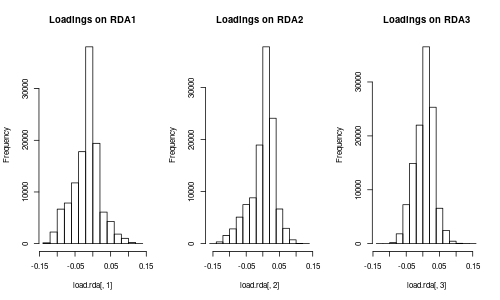 Loadings on RDA1
Frequency
30000
20000
10000
0
-0.15 -0.05 0.05 0.15
load.rda[, 1]
Loadings on RDA2
Frequency
30000
20000
10000
0
-0.15 -0.05 0.05 0.15
load.rda[, 2]
Loadings on RDA3
Frequency
30000
20000
10000
0
-0.15 -0.05 0.05 0.15
load.rda[, 3]